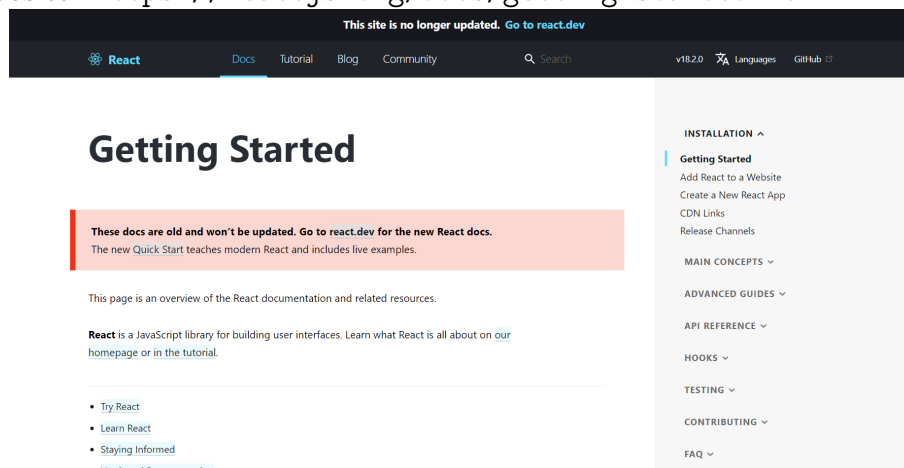 This site is no longer updated. Go to react.dev
React
Docs
Tutorial
Blog
Community
Search
v18.2.0
Languages
GitHub
Getting Started
These docs are old and won't be updated. Go to react.dev for the new React docs.
The new Quick Start teaches modern React and includes live examples.
This page is an overview of the React documentation and related resources.
React is a JavaScript library for building user interfaces. Learn what React is all about on our
homepage or in the tutorial.
Try React
Learn React
Staying Informed
INSTALLATION
Getting Started
Add React to a Website
Create a New React App
CDN Links
Release Channels
MAIN CONCEPTS
ADVANCED GUIDES
API REFERENCE
HOOKS
TESTING
CONTRIBUTING
FAQ